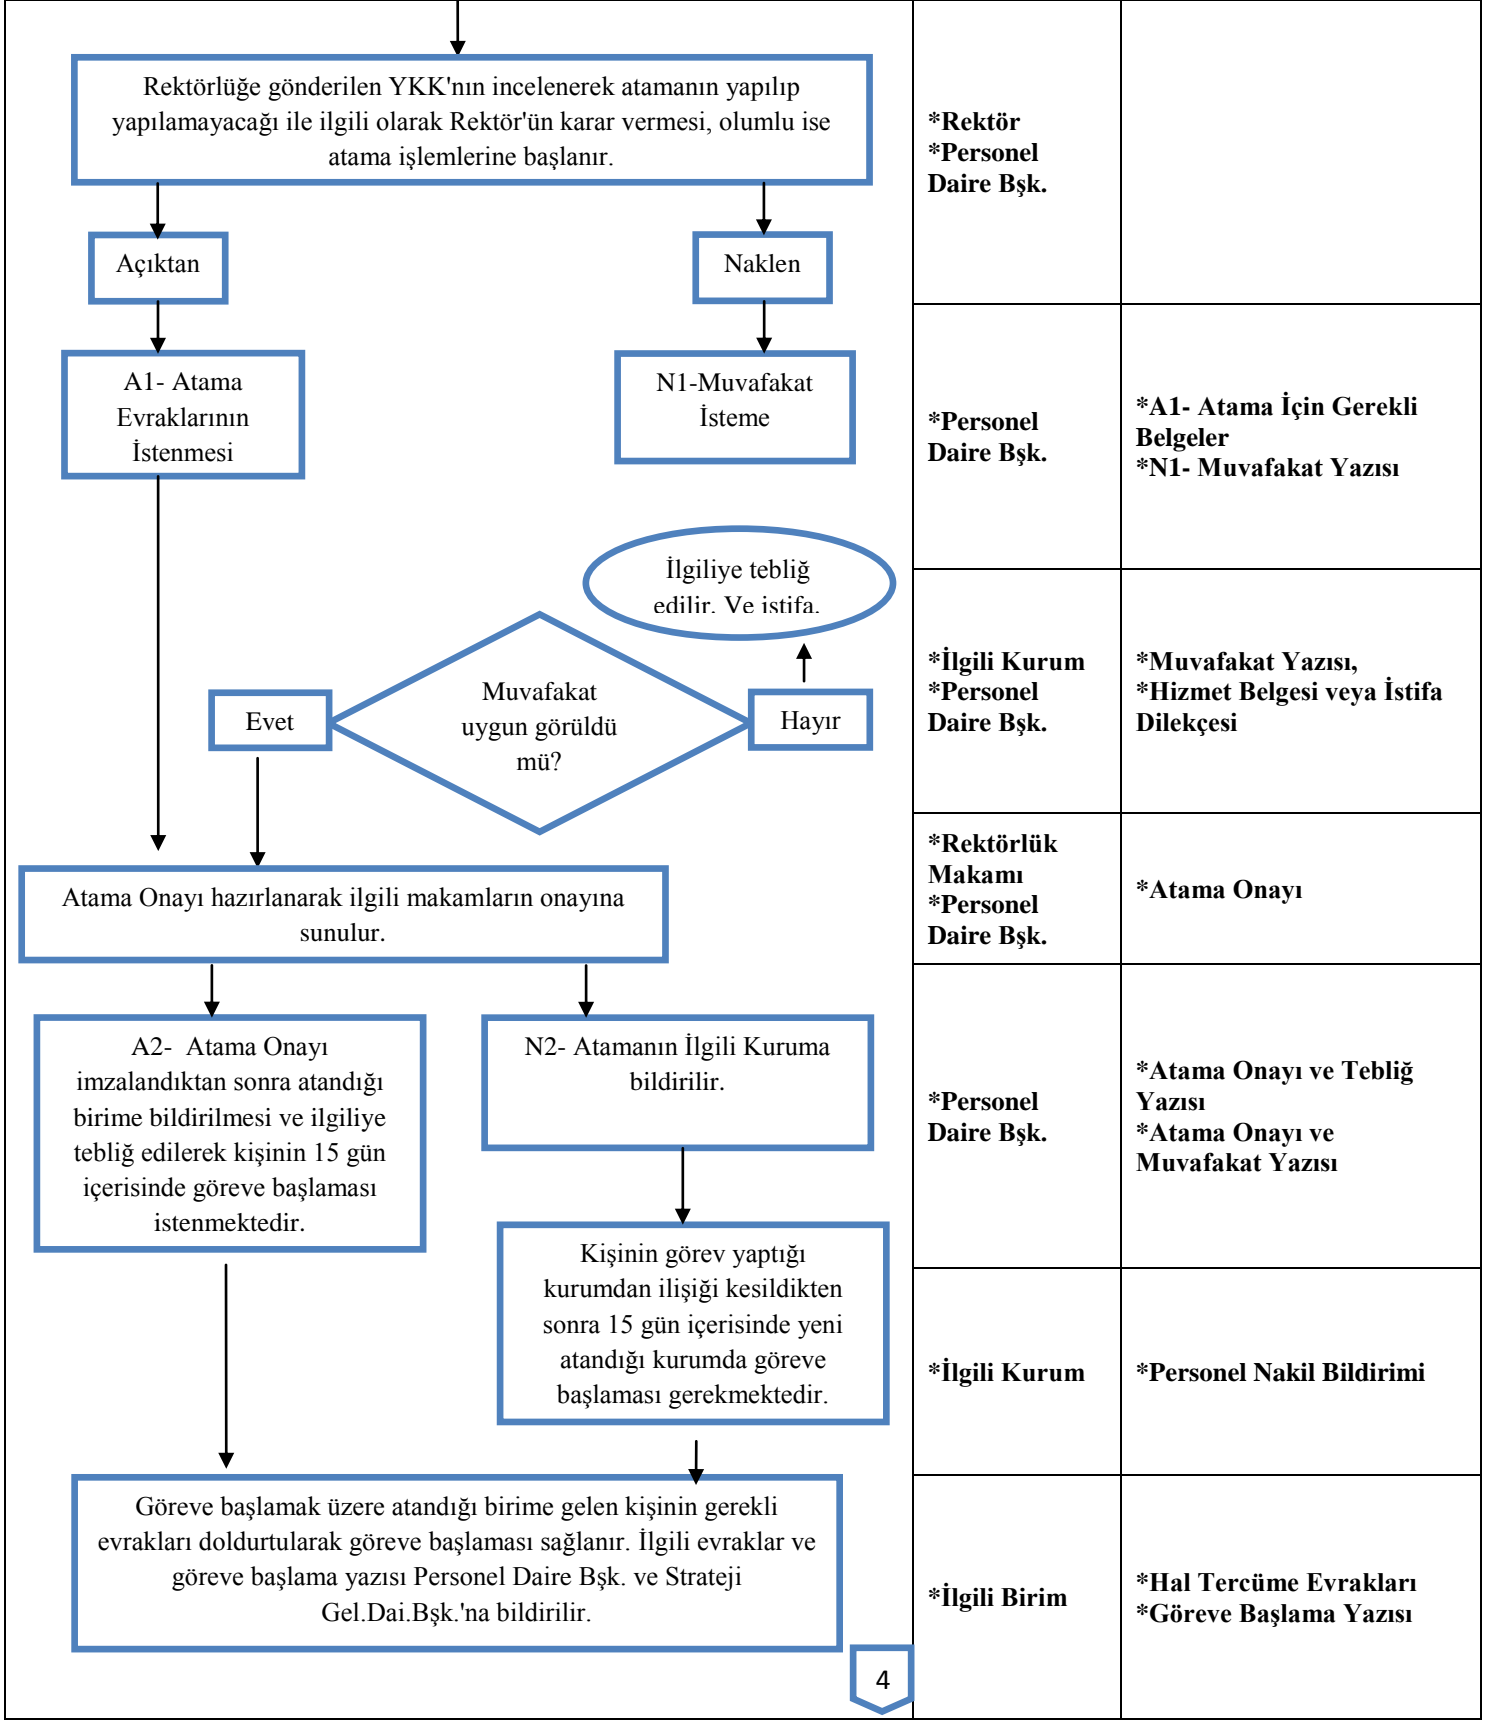 Rektörlüğe gönderilen YKK'nın incelenerek atamanın yapılıp
yapılamayacağı ile ilgili olarak Rektör'ün karar vermesi, olumlu ise
atama işlemlerine başlanır.
*Rektör
*Personel
Daire Bşk.
Açıktan
Naklen
A1- Atama
Evraklarının
İstenmesi
N1-Muvafakat
İsteme
*Personel
Daire Bşk.
*A1- Atama İçin Gerekli
Belgeler
*N1- Muvafakat Yazısı
İlgiliye tebliğ
edilir. Ve istifa.
Muvafakat
uygun görüldü
mü?
Evet
Hayır
*İlgili Kurum
*Personel
Daire Bşk.
*Muvafakat Yazısı,
*Hizmet Belgesi veya İstifa
Dilekçesi
Atama Onayı hazırlanarak ilgili makamların onayına
sunulur.
*Rektörlük
Makamı
*Personel
Daire Bşk.
*Atama Onayı
A2-  Atama Onayı
imzalandıktan sonra atandığı
birime bildirilmesi ve ilgiliye
tebliğ edilerek kişinin 15 gün
içerisinde göreve başlaması
istenmektedir.
N2- Atamanın İlgili Kuruma
bildirilir.
*Personel
Daire Bşk.
*Atama Onayı ve Tebliğ
Yazısı
*Atama Onayı ve
Muvafakat Yazısı
Kişinin görev yaptığı
kurumdan ilişiği kesildikten
sonra 15 gün içerisinde yeni
atandığı kurumda göreve
başlaması gerekmektedir.
*İlgili Kurum
*Personel Nakil Bildirimi
Göreve başlamak üzere atandığı birime gelen kişinin gerekli
evrakları doldurtularak göreve başlaması sağlanır. İlgili evraklar ve
göreve başlama yazısı Personel Daire Bşk. ve Strateji
Gel.Dai.Bşk.'na bildirilir.
*İlgili Birim
*Hal Tercüme Evrakları
*Göreve Başlama Yazısı
4